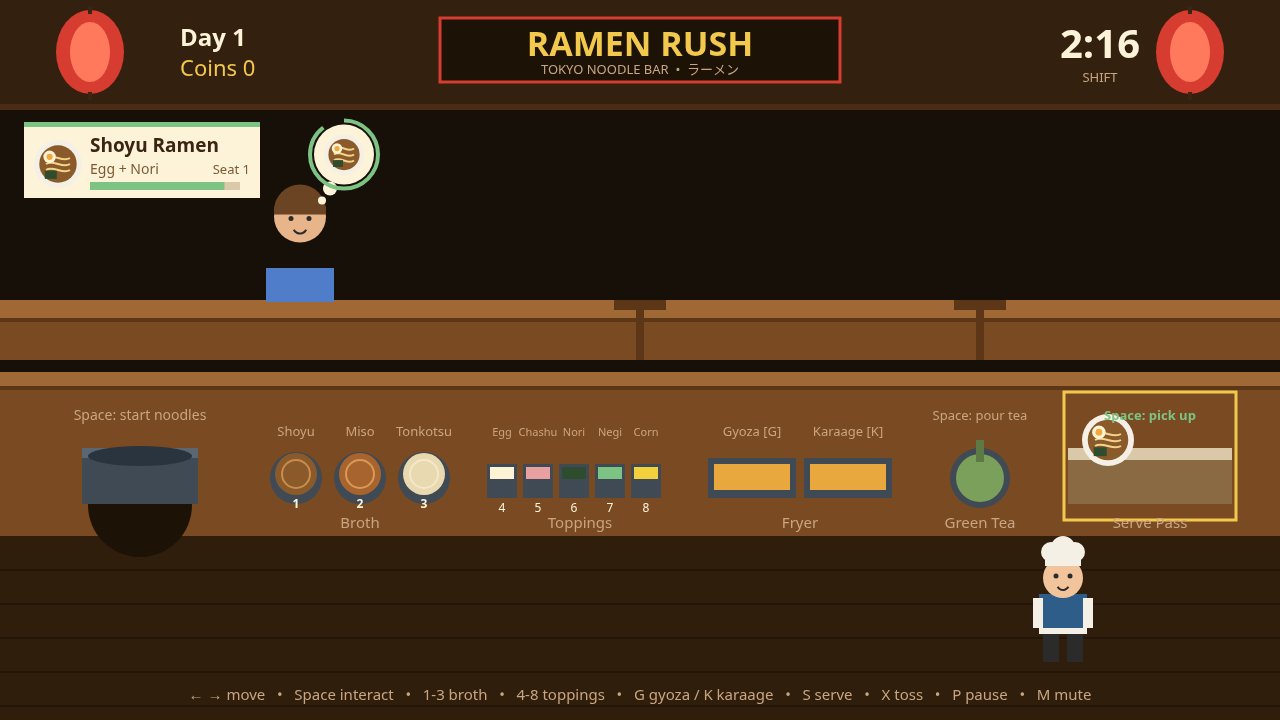 Day 1
Coins 0
RAMEN RUSH
TOKYO NOODLE BAR • ラーメン
2:16
SHIFT
Shoyu Ramen
Egg + Nori
Seat 1
Space: start noodles
Shoyu
Miso
Tonkotsu
1
2
3
Broth
Egg
Chashu
Nori
Negi
Corn
4
5
6
7
8
Toppings
Gyoza [G]
Karaage [K]
Fryer
Space: pour tea
Green Tea
Space: pick up
Serve Pass
← → move • Space interact • 1-3 broth • 4-8 toppings • G gyoza / K karaage • S serve • X toss • P pause • M mute